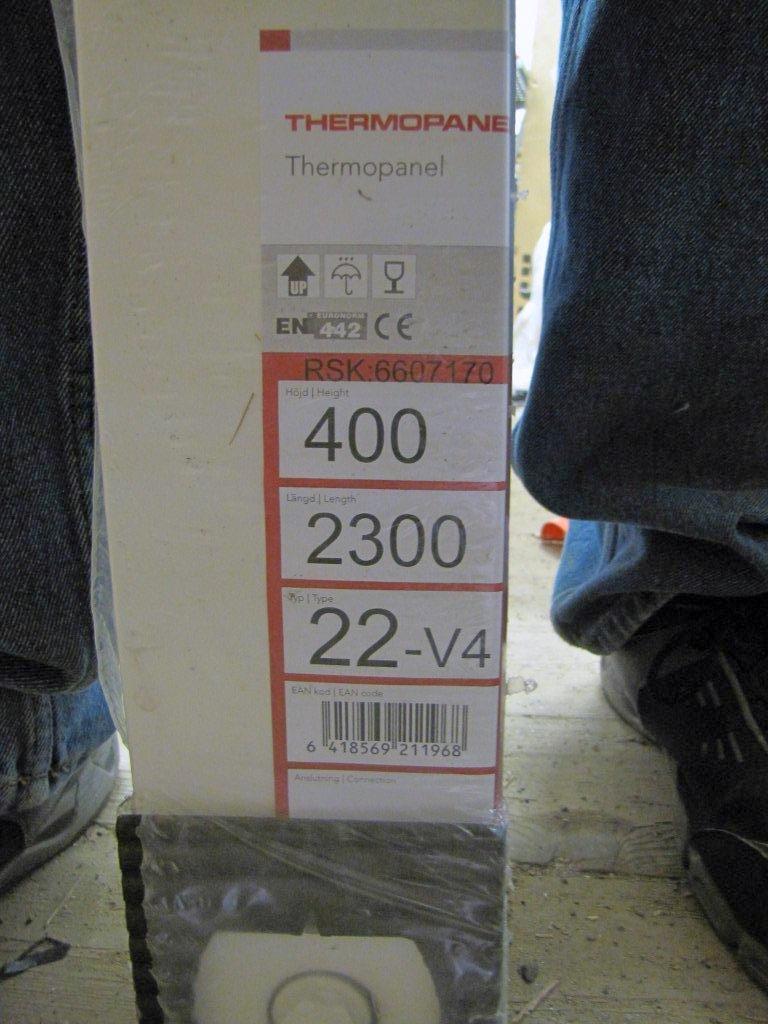 THERMOPANE
Thermopanel
UP
EN EURONORM 442 CE
RSK:6607170
Höjd | Height
400
Längd | Length
2300
Typ | Type
22-V4
EAN kod | EAN code
6 418569 211968
Anslutning | Connection